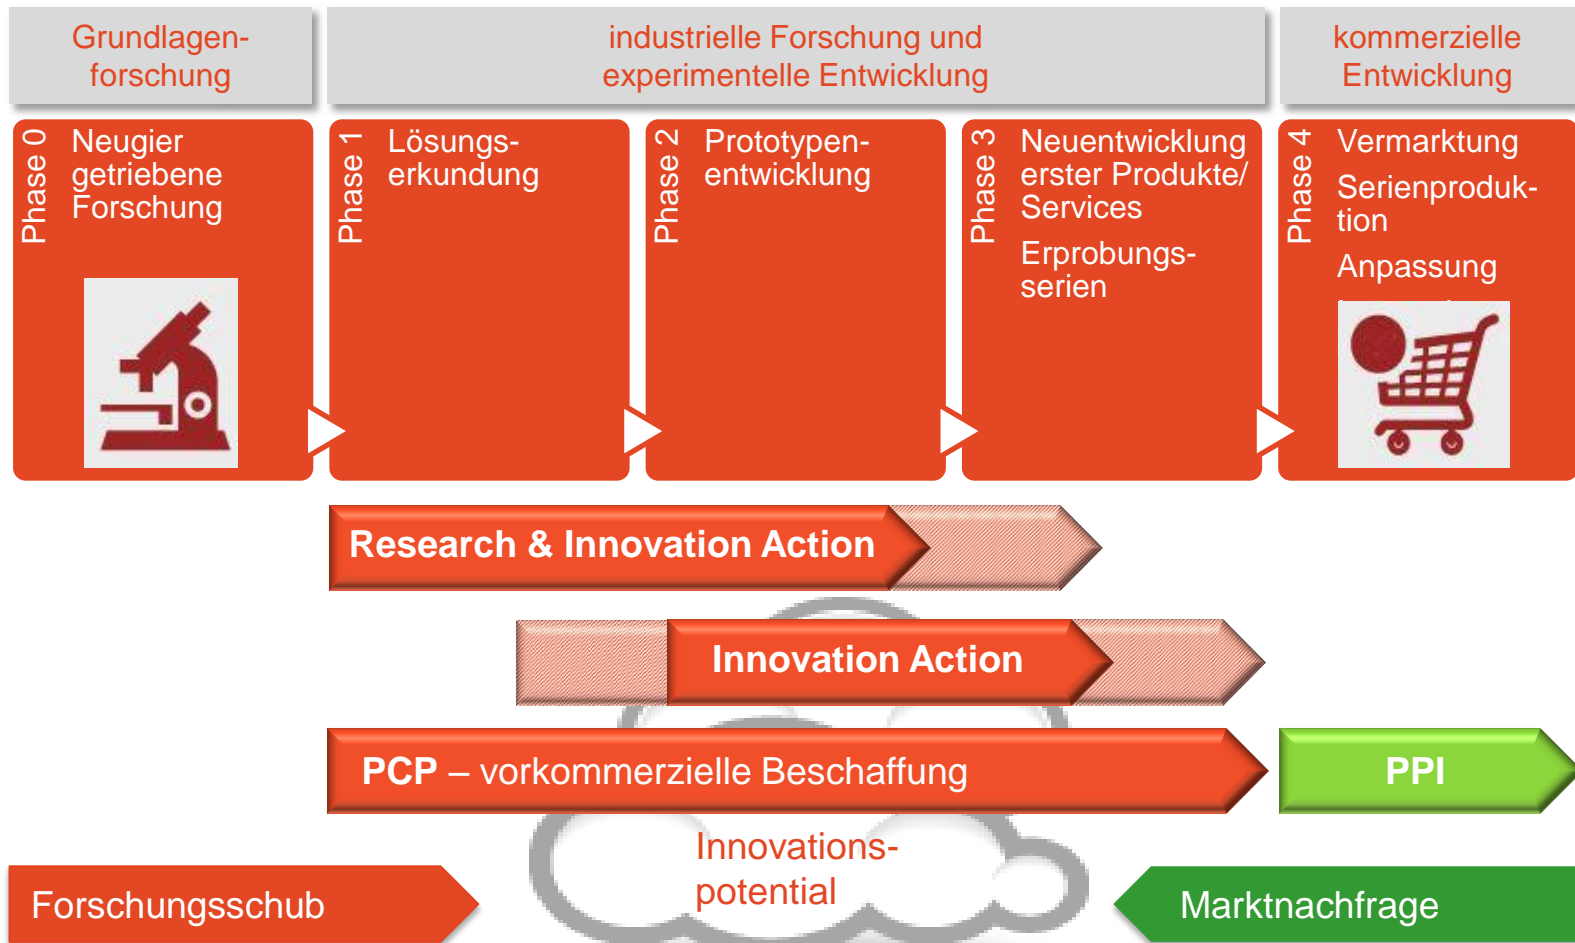 Grundlagen-
forschung
industrielle Forschung und
experimentelle Entwicklung
kommerzielle
Entwicklung
Phase 0
Neugier
getriebene
Forschung
Phase 1
Lösungs-
erkundung
Phase 2
Prototypen-
entwicklung
Phase 3
Neuentwicklung
erster Produkte/
Services
Erprobungs-
serien
Phase 4
Vermarktung
Serienproduk-
tion
Anpassung
Research & Innovation Action
Innovation Action
PCP – vorkommerzielle Beschaffung
PPI
Innovations-
potential
Forschungsschub
Marktnachfrage